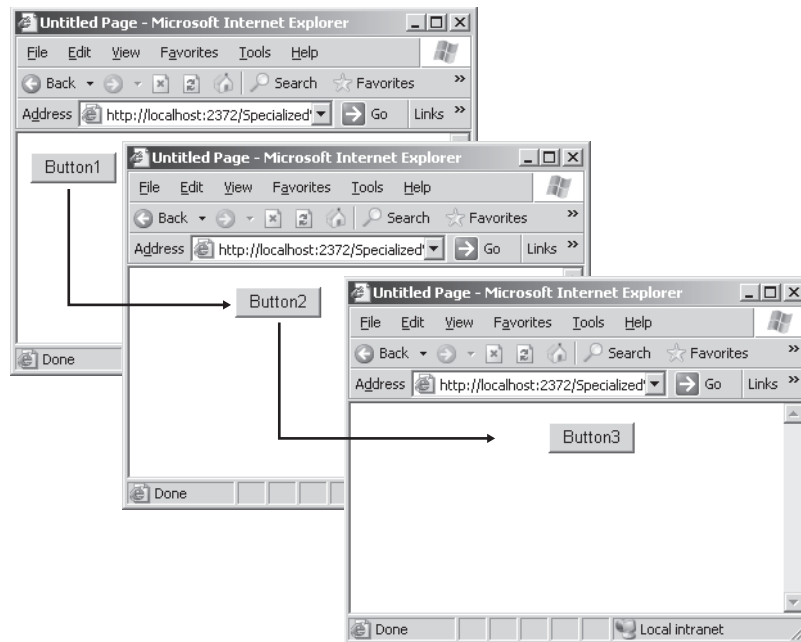 Untitled Page - Microsoft Internet Explorer
File Edit View Favorites Tools Help
Back Search Favorites »
Address http://localhost:2372/Specialized' Go Links »
Button1
Done
Untitled Page - Microsoft Internet Explorer
File Edit View Favorites Tools Help
Back Search Favorites »
Address http://localhost:2372/Specialized' Go Links »
Button2
Done
Untitled Page - Microsoft Internet Explorer
File Edit View Favorites Tools Help
Back Search Favorites »
Address http://localhost:2372/Specialized' Go Links »
Button3
Done Local intranet